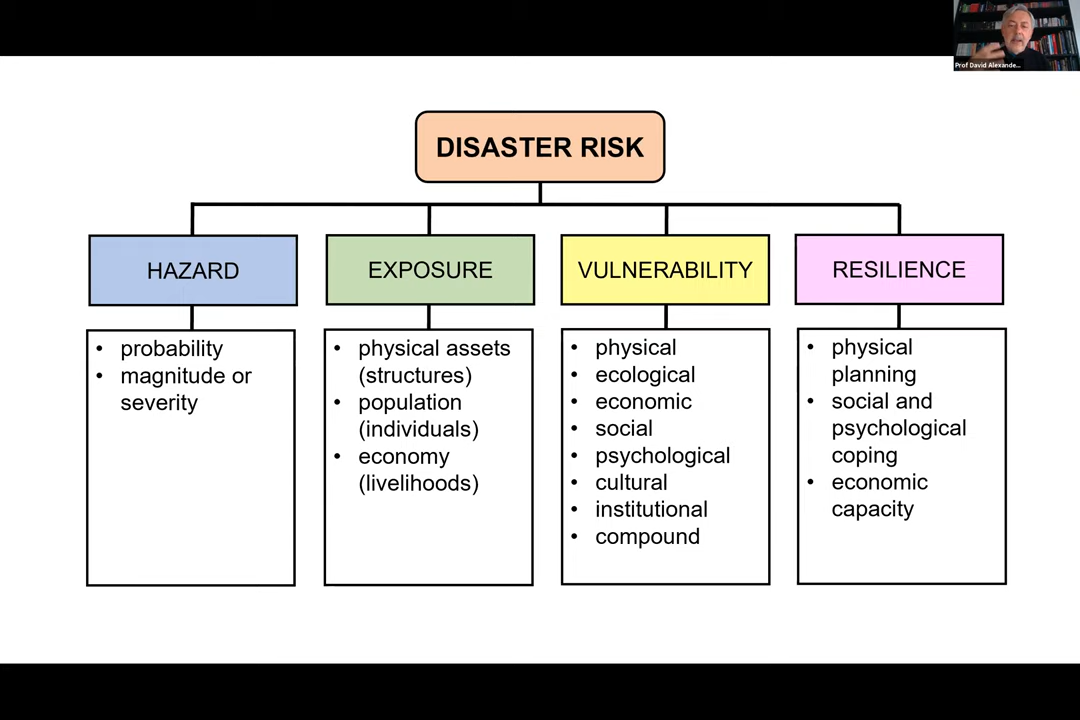 Prof David Alexande...
DISASTER RISK
HAZARD
• probability
• magnitude or
severity
EXPOSURE
• physical assets
(structures)
• population
(individuals)
• economy
(livelihoods)
VULNERABILITY
• physical
• ecological
• economic
• social
• psychological
• cultural
• institutional
• compound
RESILIENCE
• physical
planning
• social and
psychological
coping
• economic
capacity